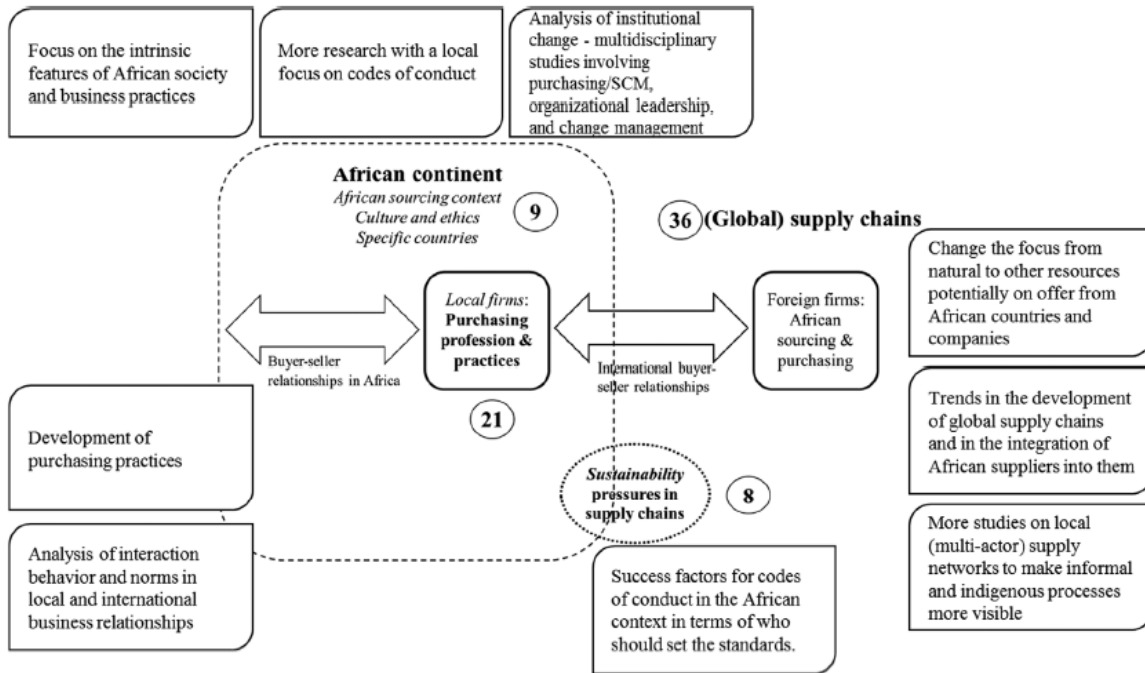 Focus on the intrinsic
features of African society
and business practices
More research with a local
focus on codes of conduct
Analysis of institutional
change - multidisciplinary
studies involving
purchasing/SCM,
organizational leadership,
and change management
African continent
African sourcing context
Culture and ethics
Specific countries
9
36 (Global) supply chains
Change the focus from
natural to other resources
potentially on offer from
African countries and
companies
Local firms:
Purchasing
profession &
practices
Foreign firms:
African
sourcing &
purchasing
Buyer-seller
relationships in Africa
International buyer-
seller relationships
21
Development of
purchasing practices
Trends in the development
of global supply chains
and in the integration of
African suppliers into them
Sustainability
pressures in
supply chains
8
Analysis of interaction
behavior and norms in
local and international
business relationships
Success factors for codes
of conduct in the African
context in terms of who
should set the standards.
More studies on local
(multi-actor) supply
networks to make informal
and indigenous processes
more visible